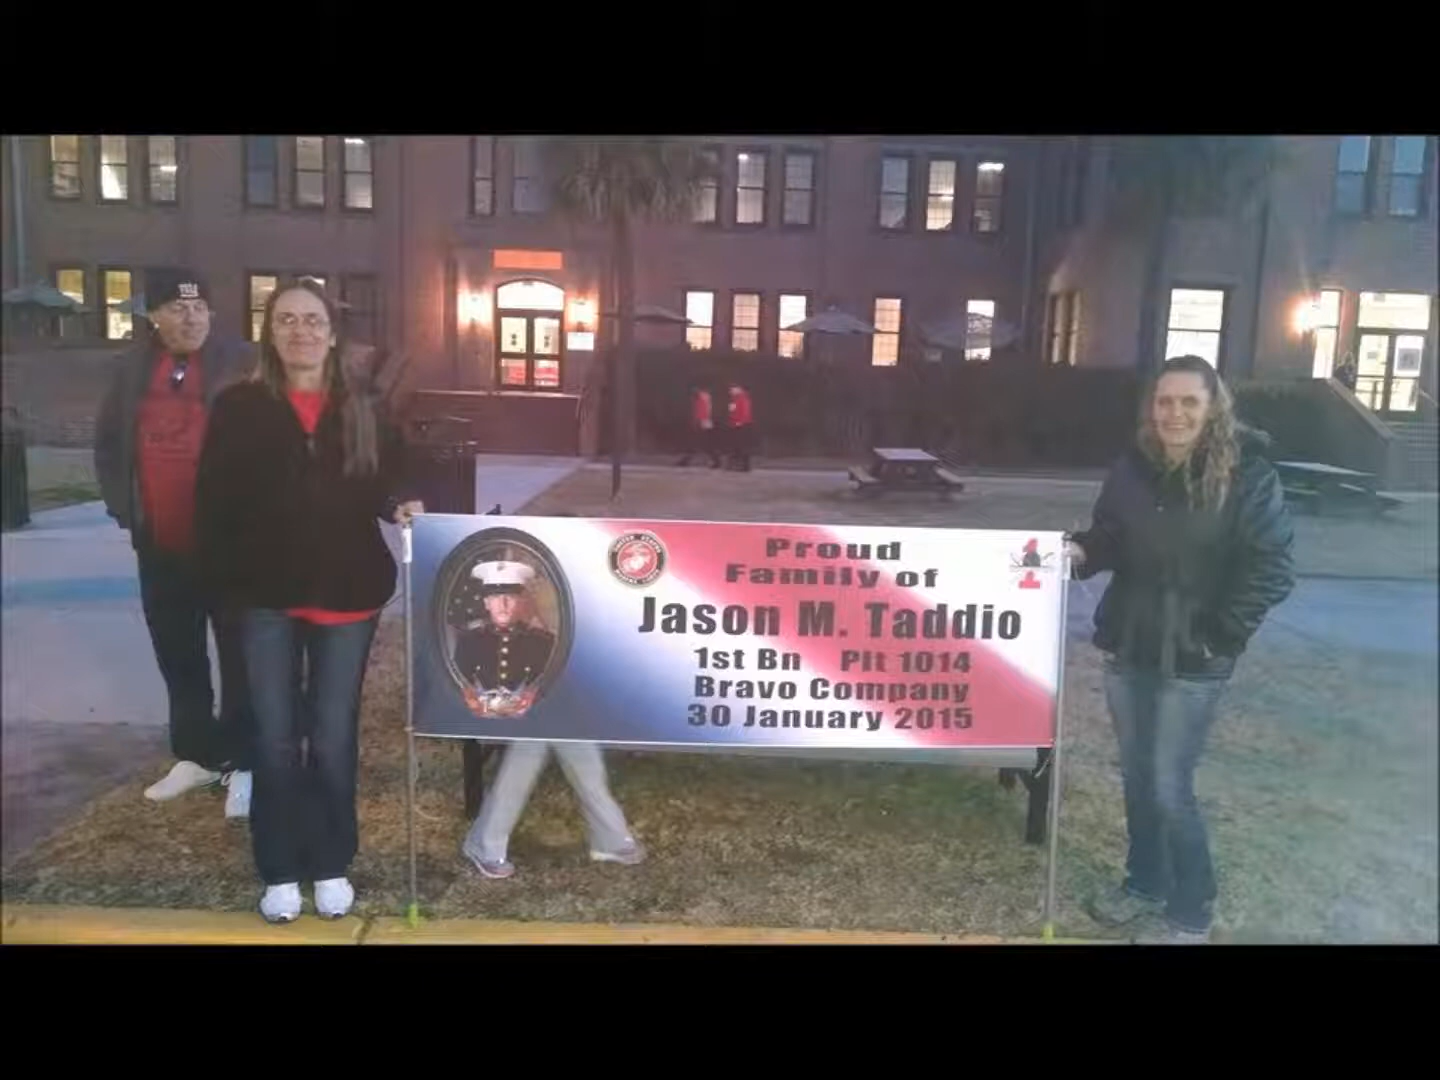 Proud
Family of
Jason M. Taddio
1st Bn Plt 1014
Bravo Company
30 January 2015